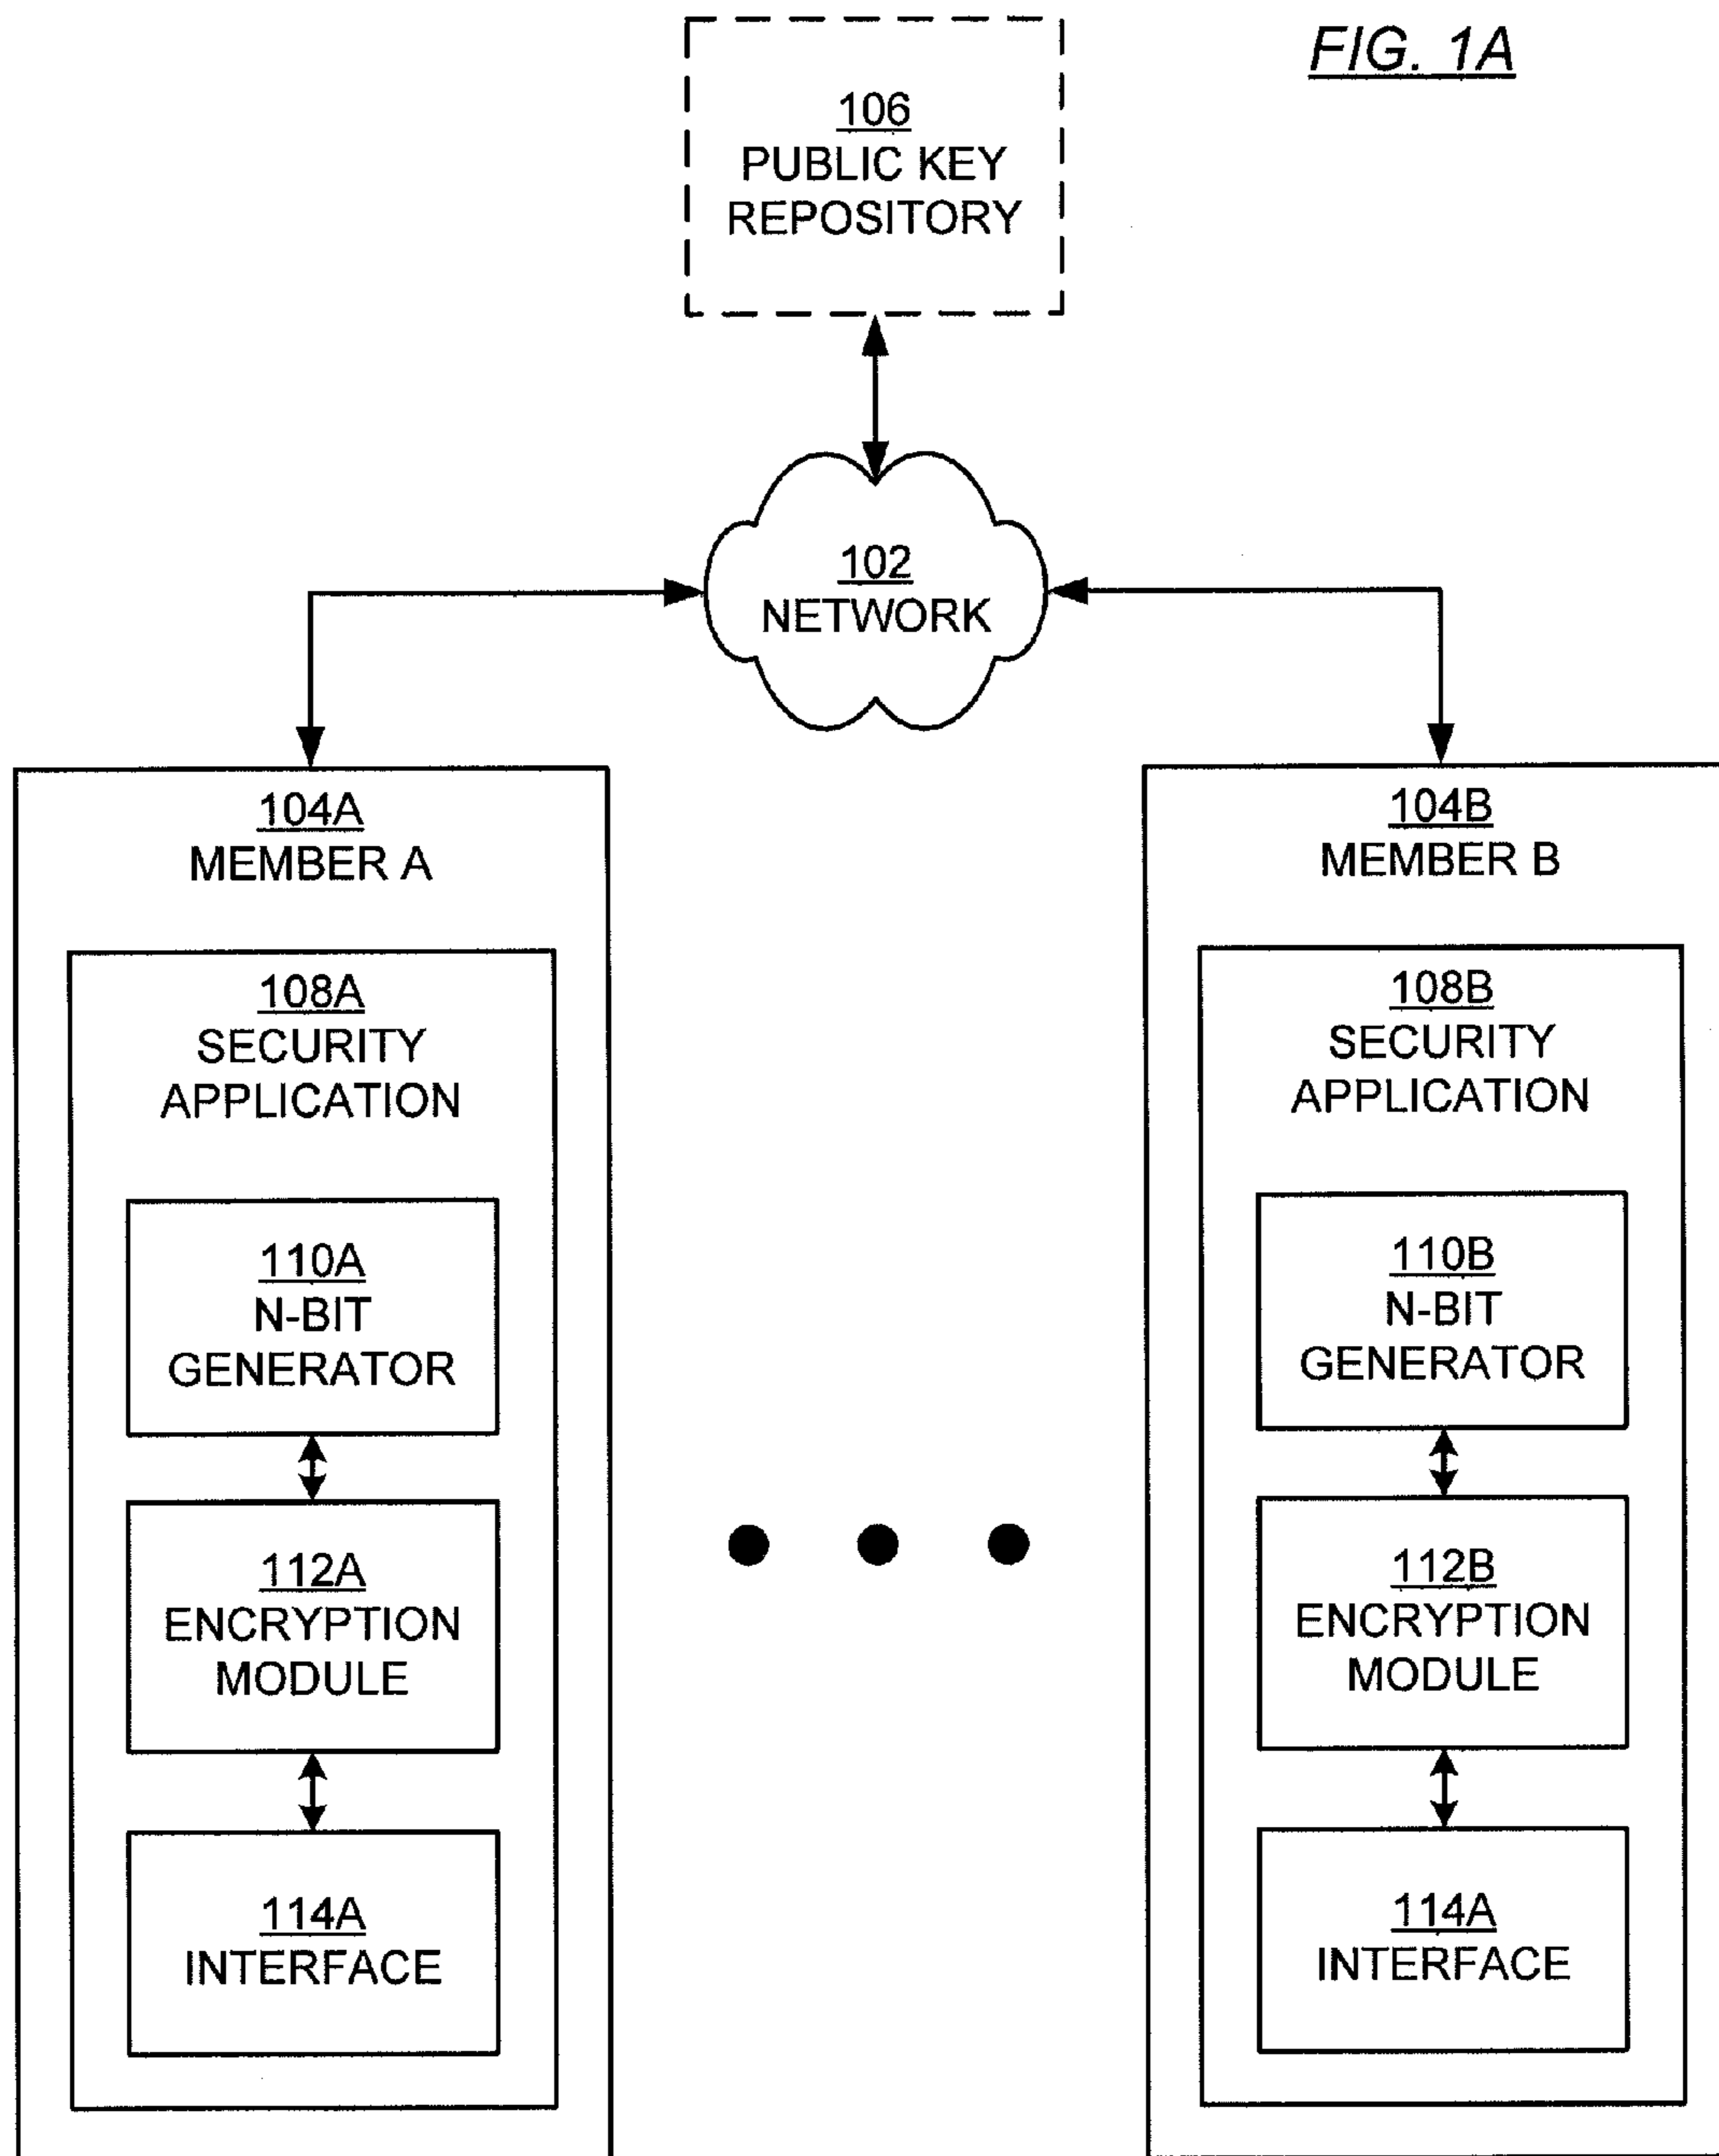 FIG. 1A
106
PUBLIC KEY
REPOSITORY
102
NETWORK
104A
MEMBER A
108A
SECURITY
APPLICATION
110A
N-BIT
GENERATOR
112A
ENCRYPTION
MODULE
114A
INTERFACE
104B
MEMBER B
108B
SECURITY
APPLICATION
110B
N-BIT
GENERATOR
112B
ENCRYPTION
MODULE
114A
INTERFACE